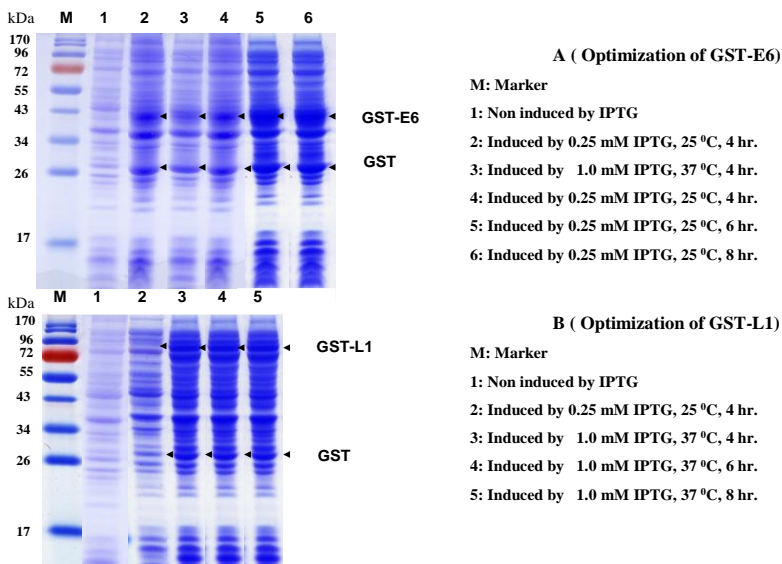 kDa M 1 2 3 4 5 6
170
96
72
55
43
34
26
17
GST-E6
GST
A ( Optimization of GST-E6)
M: Marker
1: Non induced by IPTG
2: Induced by 0.25 mM IPTG, 25 ⁰C, 4 hr.
3: Induced by 1.0 mM IPTG, 37 ⁰C, 4 hr.
4: Induced by 0.25 mM IPTG, 25 ⁰C, 4 hr.
5: Induced by 0.25 mM IPTG, 25 ⁰C, 6 hr.
6: Induced by 0.25 mM IPTG, 25 ⁰C, 8 hr.
kDa M 1 2 3 4 5
170
96
72
55
43
34
26
17
GST-L1
GST
B ( Optimization of GST-L1)
M: Marker
1: Non induced by IPTG
2: Induced by 0.25 mM IPTG, 25 ⁰C, 4 hr.
3: Induced by 1.0 mM IPTG, 37 ⁰C, 4 hr.
4: Induced by 1.0 mM IPTG, 37 ⁰C, 6 hr.
5: Induced by 1.0 mM IPTG, 37 ⁰C, 8 hr.